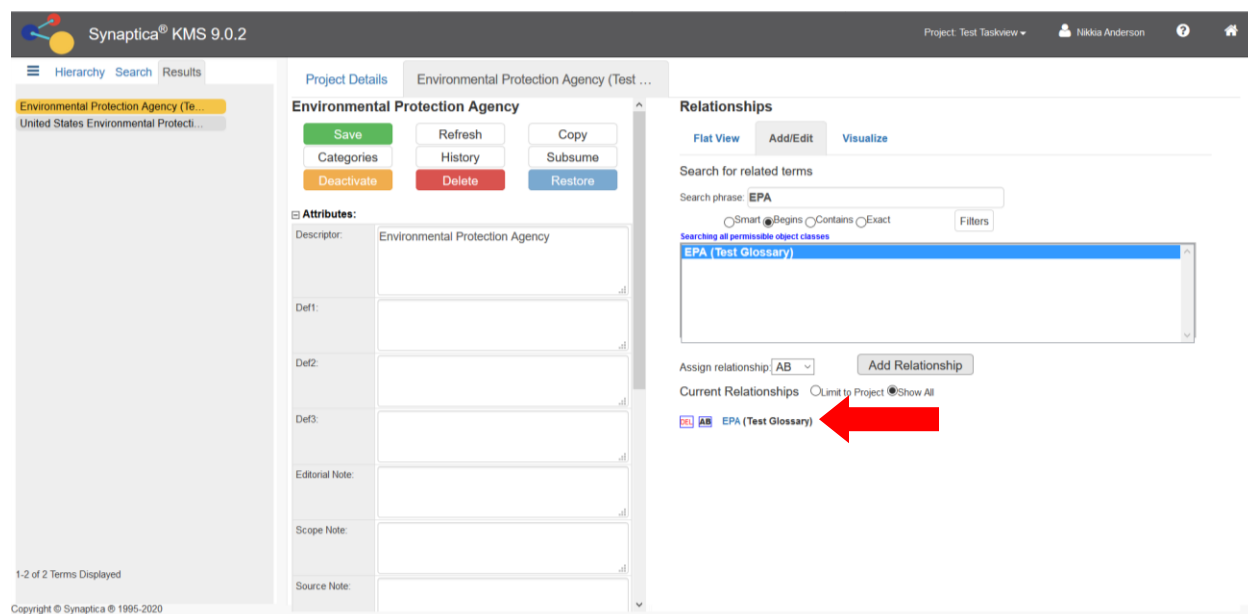 Synaptica® KMS 9.0.2
Project: Test Taskview
Nikkia Anderson
?
Hierarchy Search Results
Environmental Protection Agency (Te...
United States Environmental Protecti...
1-2 of 2 Terms Displayed
Copyright © Synaptica ® 1995-2020
Project Details Environmental Protection Agency (Test ...
Environmental Protection Agency
Save Refresh Copy
Categories History Subsume
Deactivate Delete Restore
Attributes:
Descriptor: Environmental Protection Agency
Def1:
Def2:
Def3:
Editorial Note:
Scope Note:
Source Note:
Relationships
Flat View Add/Edit Visualize
Search for related terms
Search phrase: EPA
Smart Begins Contains Exact Filters
Searching all permissible object classes
EPA (Test Glossary)
Assign relationship: AB Add Relationship
Current Relationships Limit to Project Show All
DEL AB EPA (Test Glossary)